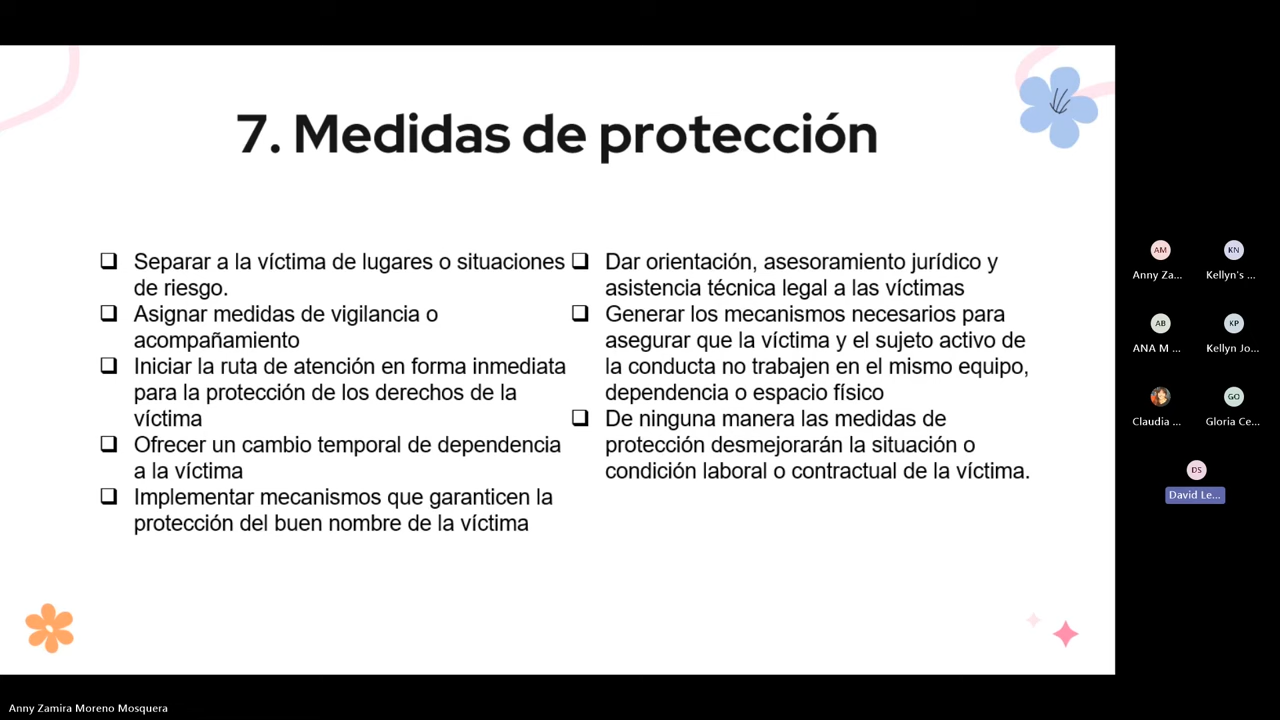 7. Medidas de protección
❑ Separar a la víctima de lugares o situaciones
de riesgo.
❑ Asignar medidas de vigilancia o
acompañamiento
❑ Iniciar la ruta de atención en forma inmediata
para la protección de los derechos de la
víctima
❑ Ofrecer un cambio temporal de dependencia
a la víctima
❑ Implementar mecanismos que garanticen la
protección del buen nombre de la víctima
❑ Dar orientación, asesoramiento jurídico y
asistencia técnica legal a las víctimas
❑ Generar los mecanismos necesarios para
asegurar que la víctima y el sujeto activo de
la conducta no trabajen en el mismo equipo,
dependencia o espacio físico
❑ De ninguna manera las medidas de
protección desmejorarán la situación o
condición laboral o contractual de la víctima.
AM
Anny Za...
KN
Kellyn's ...
AB
ANA M ...
KP
Kellyn Jo...
Claudia ...
GO
Gloria Ce...
DS
David Le...
Anny Zamira Moreno Mosquera